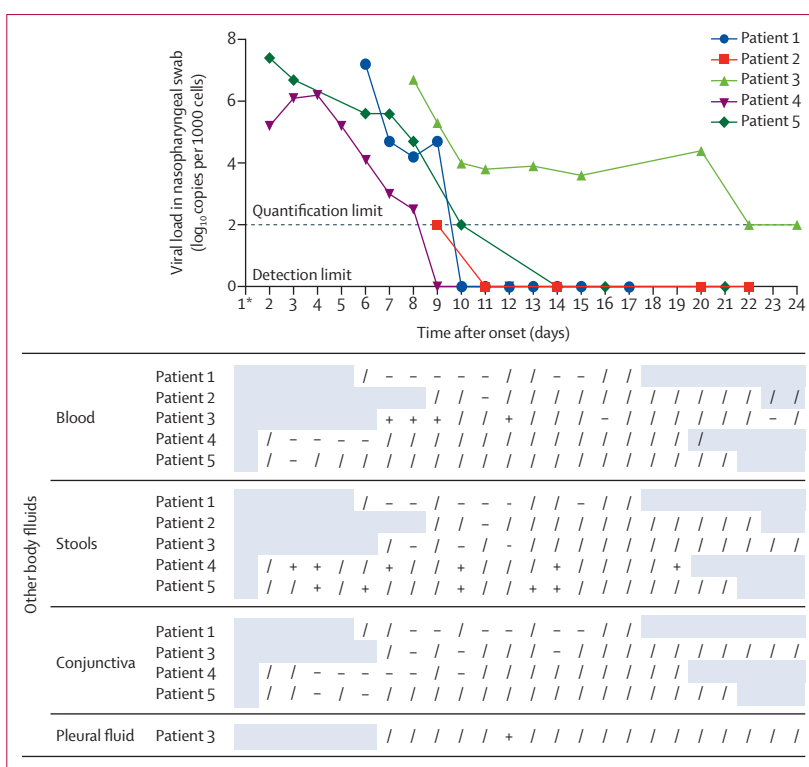 8
6
4
2
0
Viral load in nasopharyngeal swab
(log10 copies per 1000 cells)
Patient 1
Patient 2
Patient 3
Patient 4
Patient 5
Quantification limit
Detection limit
1* 2 3 4 5 6 7 8 9 10 11 12 13 14 15 16 17 18 19 20 21 22 23 24
Time after onset (days)
Other body flluids
Blood
Patient 1 / – – – – – / / – – / /
Patient 2 / / – / / / / / / / / / / / / /
Patient 3 + + + / / + / / / – / / / / / / – /
Patient 4 / – – – – / / / / / / / / / / / / / /
Patient 5 / – / / / / / / / / / / / / / / / / / /
Stools
Patient 1 / – – / – – - / / – / /
Patient 2 / / – / / / / / / / / / / /
Patient 3 / – / – / - / / / / / / / / / / / /
Patient 4 / + + / / + / / + / / / + / / / / +
Patient 5 / / + / + / / / + / / + + / / / / / / /
Conjunctiva
Patient 1 / / – – / – – / – – / /
Patient 3 / – / – / / / – / / / / / / / / / /
Patient 4 / / – – – – – / – / / / / / / / / /
Patient 5 / / – / – / / / / / / / / / / / / / / /
Pleural fluid
Patient 3 / / / / / + / / / / / / / / / / / /